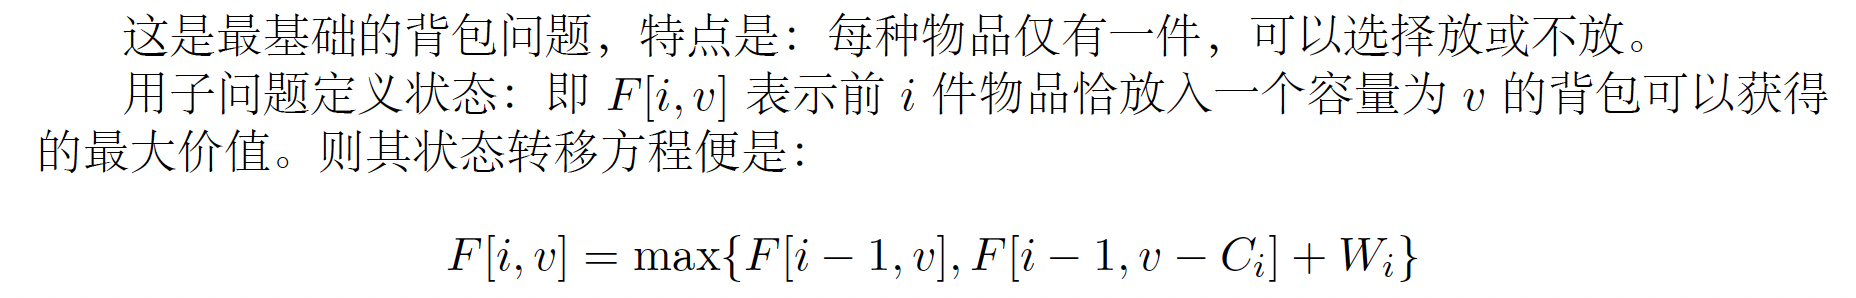 这是最基础的背包问题，特点是：每种物品仅有一件，可以选择放或不放。
用子问题定义状态：即 F[i, v] 表示前 i 件物品恰放入一个容量为 v 的背包可以获得
的最大价值。则其状态转移方程便是：
F[i, v] = max{F[i − 1, v], F[i − 1, v − Cᵢ] + Wᵢ}